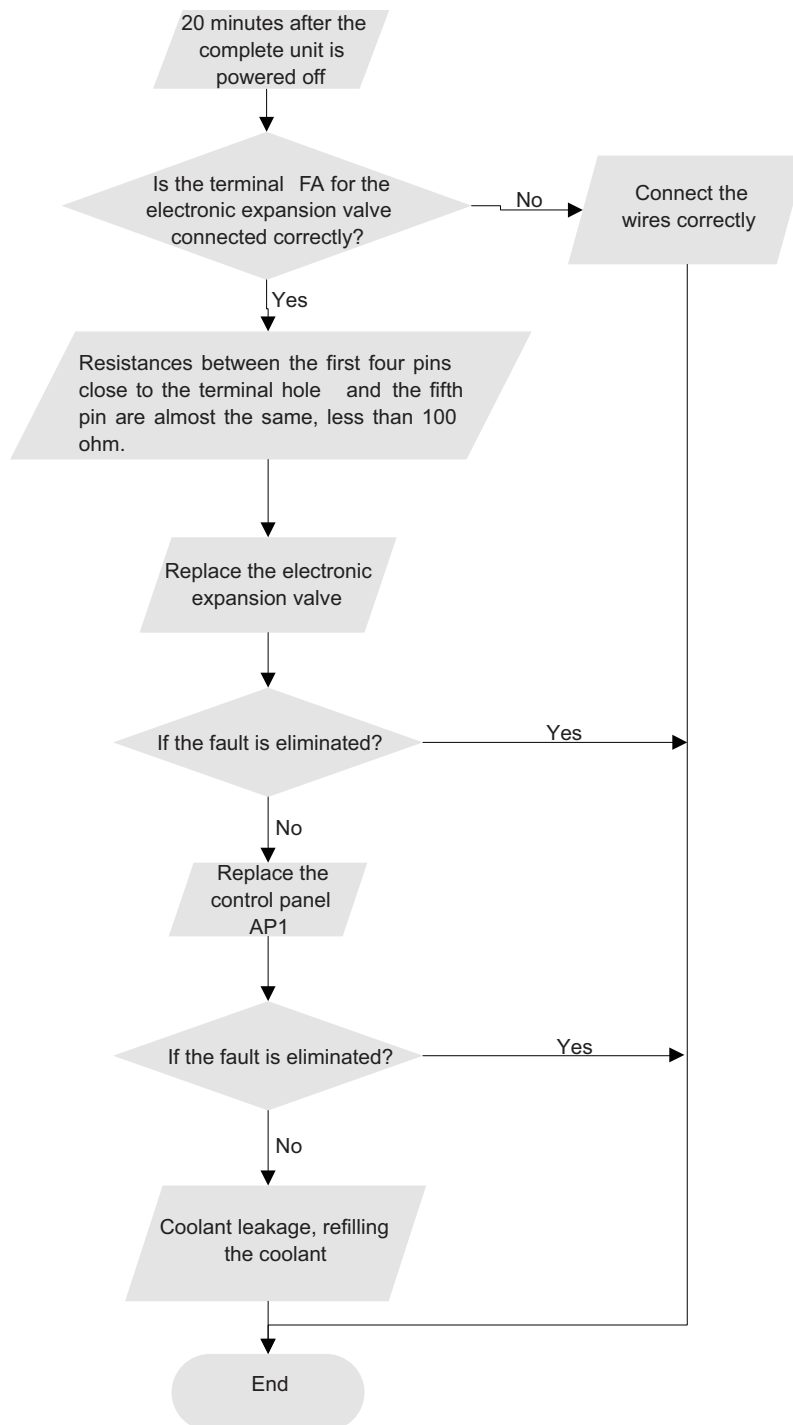 20 minutes after the
complete unit is
powered off
Is the terminal FA for the
electronic expansion valve
connected correctly?
No
Connect the
wires correctly
Yes
Resistances between the first four pins
close to the terminal hole and the fifth
pin are almost the same, less than 100
ohm.
Replace the electronic
expansion valve
If the fault is eliminated?
Yes
No
Replace the
control panel
AP1
If the fault is eliminated?
Yes
No
Coolant leakage, refilling
the coolant
End